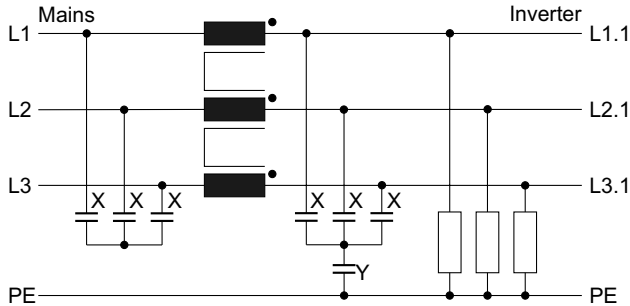 Mains Inverter
L1 L1.1
L2 L2.1
L3 L3.1
X X X X X X
Y
PE PE